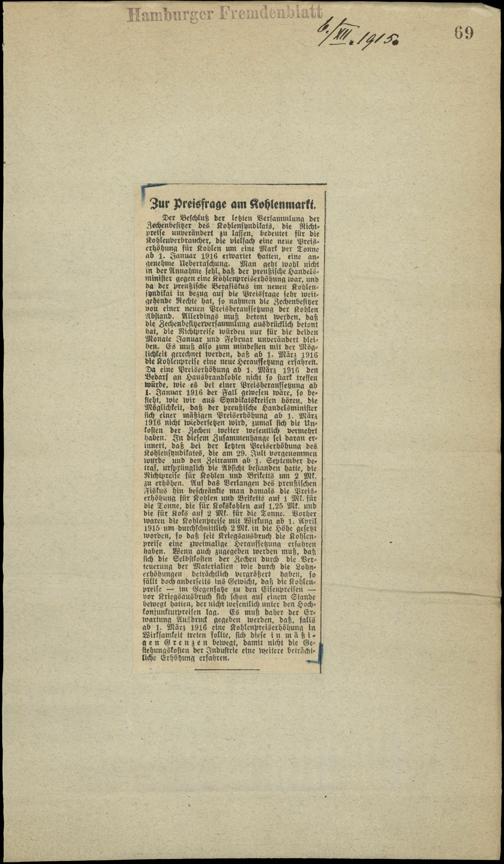 Hamburger Fremdenblatt
6./XII. 1915.
69
Zur Preisfrage am Kohlenmarkt.
Der Beschluß der letzten Versammlung der
Zechenbesitzer des Kohlensyndikats, die Richt-
preise unverändert zu lassen, bedeutet für die
Kohlenverbraucher, die vielfach eine neue Preis-
erhöhung für Kohlen um eine Mark per Tonne
ab 1. Januar 1916 erwartet hatten, eine an-
genehme Ueberraschung. Man geht wohl nicht
in der Annahme fehl, daß der preußische Handels-
minister gegen eine Kohlenpreiserhöhung war, und
da der preußische Bergfiskus im neuen Kohlen-
syndikat in bezug auf die Preisfrage sehr weit-
gehende Rechte hat, so nahmen die Zechenbesitzer
von einer neuen Preisheraufsetzung der Kohlen
Abstand. Allerdings muß betont werden, daß
die Zechenbesitzerversammlung ausdrücklich betont
hat, die Richtpreise würden nur für die beiden
Monate Januar und Februar unverändert blei-
ben. Es muß also zum mindesten mit der Mög-
lichkeit gerechnet werden, daß ab 1. März 1916
die Kohlenpreise eine neue Heraufsetzung erfahren.
Da eine Preiserhöhung ab 1. März 1916 den
Bedarf an Hausbrandkohle nicht so stark treffen
würde, wie es bei einer Preisheraufsetzung ab
1. Januar 1916 der Fall gewesen wäre, so be-
steht, wie wir aus Syndikatskreisen hören, die
Möglichkeit, daß der preußische Handelsminister
sich einer mäßigen Preiserhöhung ab 1. März
1916 nicht widersetzen wird, zumal sich die Un-
kosten der Zechen weiter wesentlich vermehrt
haben. In diesem Zusammenhange sei daran er-
innert, daß bei der letzten Preiserhöhung des
Kohlensyndikats, die am 29. Juli vorgenommen
wurde und den Zeitraum ab 1. September be-
traf, ursprünglich die Absicht bestanden hatte, die
Richtpreise für Kohlen und Briketts um 2 Mk.
zu erhöhen. Auf das Verlangen des preußischen
Fiskus hin beschränkte man damals die Preis-
erhöhung für Kohlen und Briketts auf 1 Mk. für
die Tonne, die für Kokskohlen auf 1,25 Mk. und
die für Koks auf 2 Mk. für die Tonne. Vorher
waren die Kohlenpreise mit Wirkung ab 1. April
1915 um durchschnittlich 2 Mk. in die Höhe gesetzt
worden, so daß seit Kriegsausbruch die Kohlen-
preise eine zweimalige Heraufsetzung erfahren
haben. Wenn auch zugegeben werden muß, daß
sich die Selbstkosten der Zechen durch die Ver-
teuerung der Materialien wie durch die Lohn-
erhöhungen beträchtlich vergrößert haben, so
fällt doch anderseits ins Gewicht, daß die Kohlen-
preise — im Gegensatze zu den Eisenpreisen —
vor Kriegsausbruch sich schon auf einem Stande
bewegt hatten, der nicht wesentlich unter den Hoch-
konjunkturpreisen lag. Es muß daher der Er-
wartung Ausdruck gegeben werden, daß, falls
ab 1. März 1916 eine Kohlenpreiserhöhung in
Wirksamkeit treten sollte, sich diese in mäßi-
gen Grenzen bewegt, damit nicht die Ge-
stehungskosten der Industrie eine weitere beträcht-
liche Erhöhung erfahren.